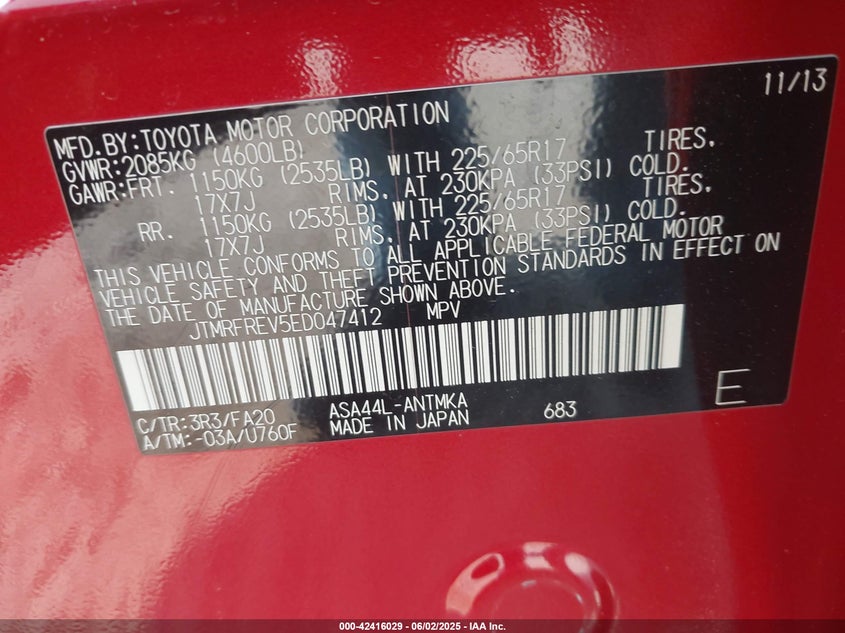 11/13
MFD.BY:TOYOTA MOTOR CORPORATION
GVWR:2085KG (4600LB)
GAWR:FRT. 1150KG (2535LB) WITH 225/65R17 TIRES,
17X7J RIMS, AT 230KPA (33PSI) COLD.
RR. 1150KG (2535LB) WITH 225/65R17 TIRES,
17X7J RIMS, AT 230KPA (33PSI) COLD.
THIS VEHICLE CONFORMS TO ALL APPLICABLE FEDERAL MOTOR
VEHICLE SAFETY AND THEFT PREVENTION STANDARDS IN EFFECT ON
THE DATE OF MANUFACTURE SHOWN ABOVE.
JTMRFREV5ED047412 MPV
C/TR:3R3/FA20 ASA44L-ANTMKA 683 E
A/TM:-03A/U760F MADE IN JAPAN
000-42416029 - 06/02/2025 - IAA Inc.